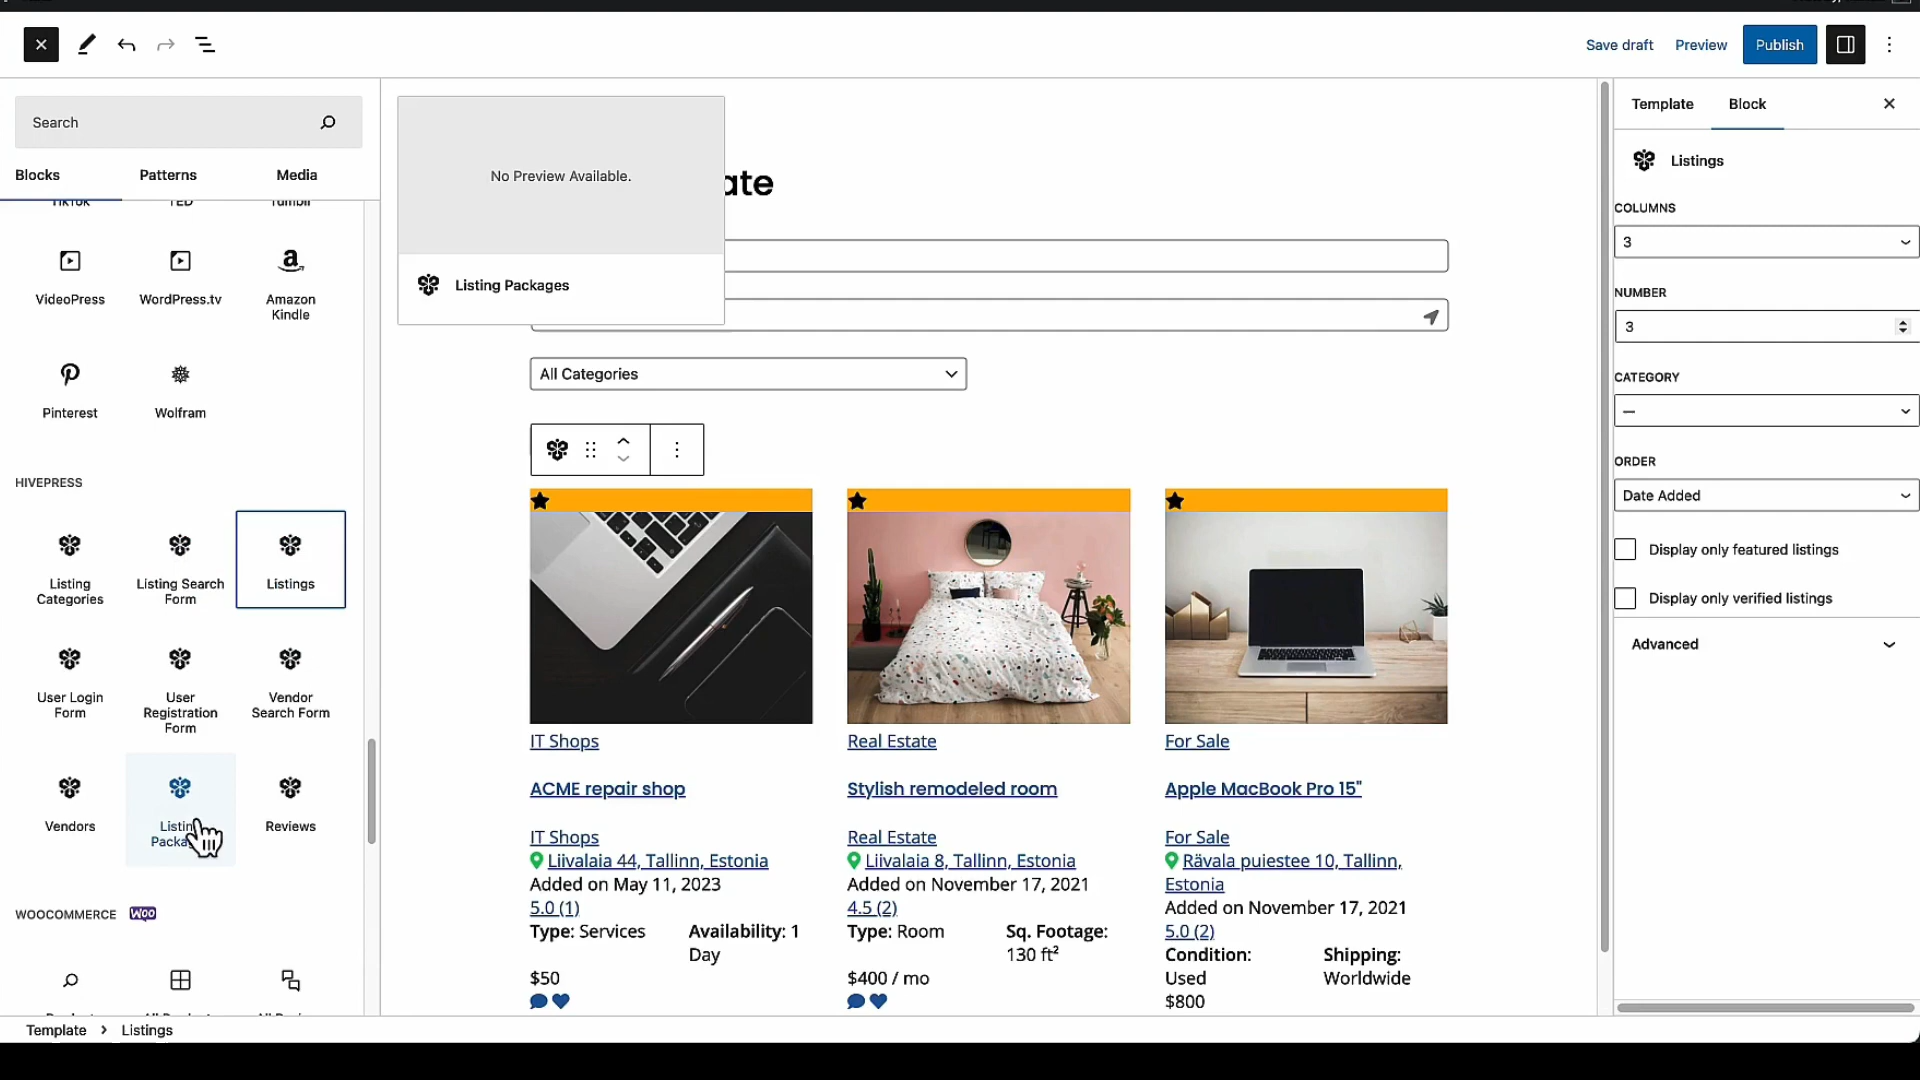 Save draft
Preview
Publish
Search
Blocks
Patterns
Media
TikTok
TED
Tumblr
VideoPress
WordPress.tv
Amazon
Kindle
Pinterest
Wolfram
HIVEPRESS
Listing
Categories
Listing Search
Form
Listings
User Login
Form
User
Registration
Form
Vendor
Search Form
Vendors
Reviews
WOOCOMMERCE Woo
Template
Listings
No Preview Available.
Listing Packages
ate
All Categories
IT Shops
ACME repair shop
IT Shops
Liivalaia 44, Tallinn, Estonia
Added on May 11, 2023
5.0 (1)
Type: Services
Availability: 1
Day
$50
Real Estate
Stylish remodeled room
Real Estate
Liivalaia 8, Tallinn, Estonia
Added on November 17, 2021
4.5 (2)
Type: Room
Sq. Footage:
130 ft²
$400 / mo
For Sale
Apple MacBook Pro 15"
For Sale
Rävala puiestee 10, Tallinn,
Estonia
Added on November 17, 2021
5.0 (2)
Condition:
Used
Shipping:
Worldwide
$800
Template
Block
Listings
COLUMNS
3
NUMBER
3
CATEGORY
—
ORDER
Date Added
Display only featured listings
Display only verified listings
Advanced